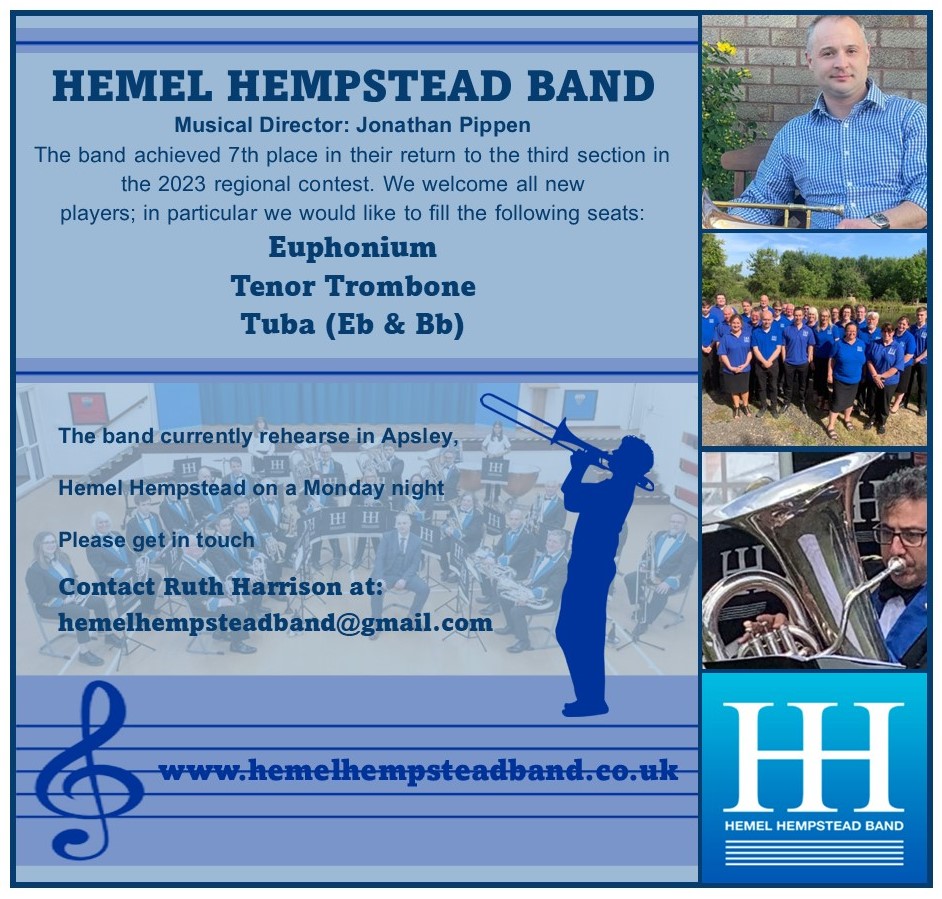 HEMEL HEMPSTEAD BAND
Musical Director: Jonathan Pippen
The band achieved 7th place in their return to the third section in
the 2023 regional contest. We welcome all new
players; in particular we would like to fill the following seats:
Euphonium
Tenor Trombone
Tuba (Eb & Bb)
The band currently rehearse in Apsley,
Hemel Hempstead on a Monday night
Please get in touch
Contact Ruth Harrison at:
hemelhempsteadband@gmail.com
www.hemelhempsteadband.co.uk
HH
HEMEL HEMPSTEAD BAND